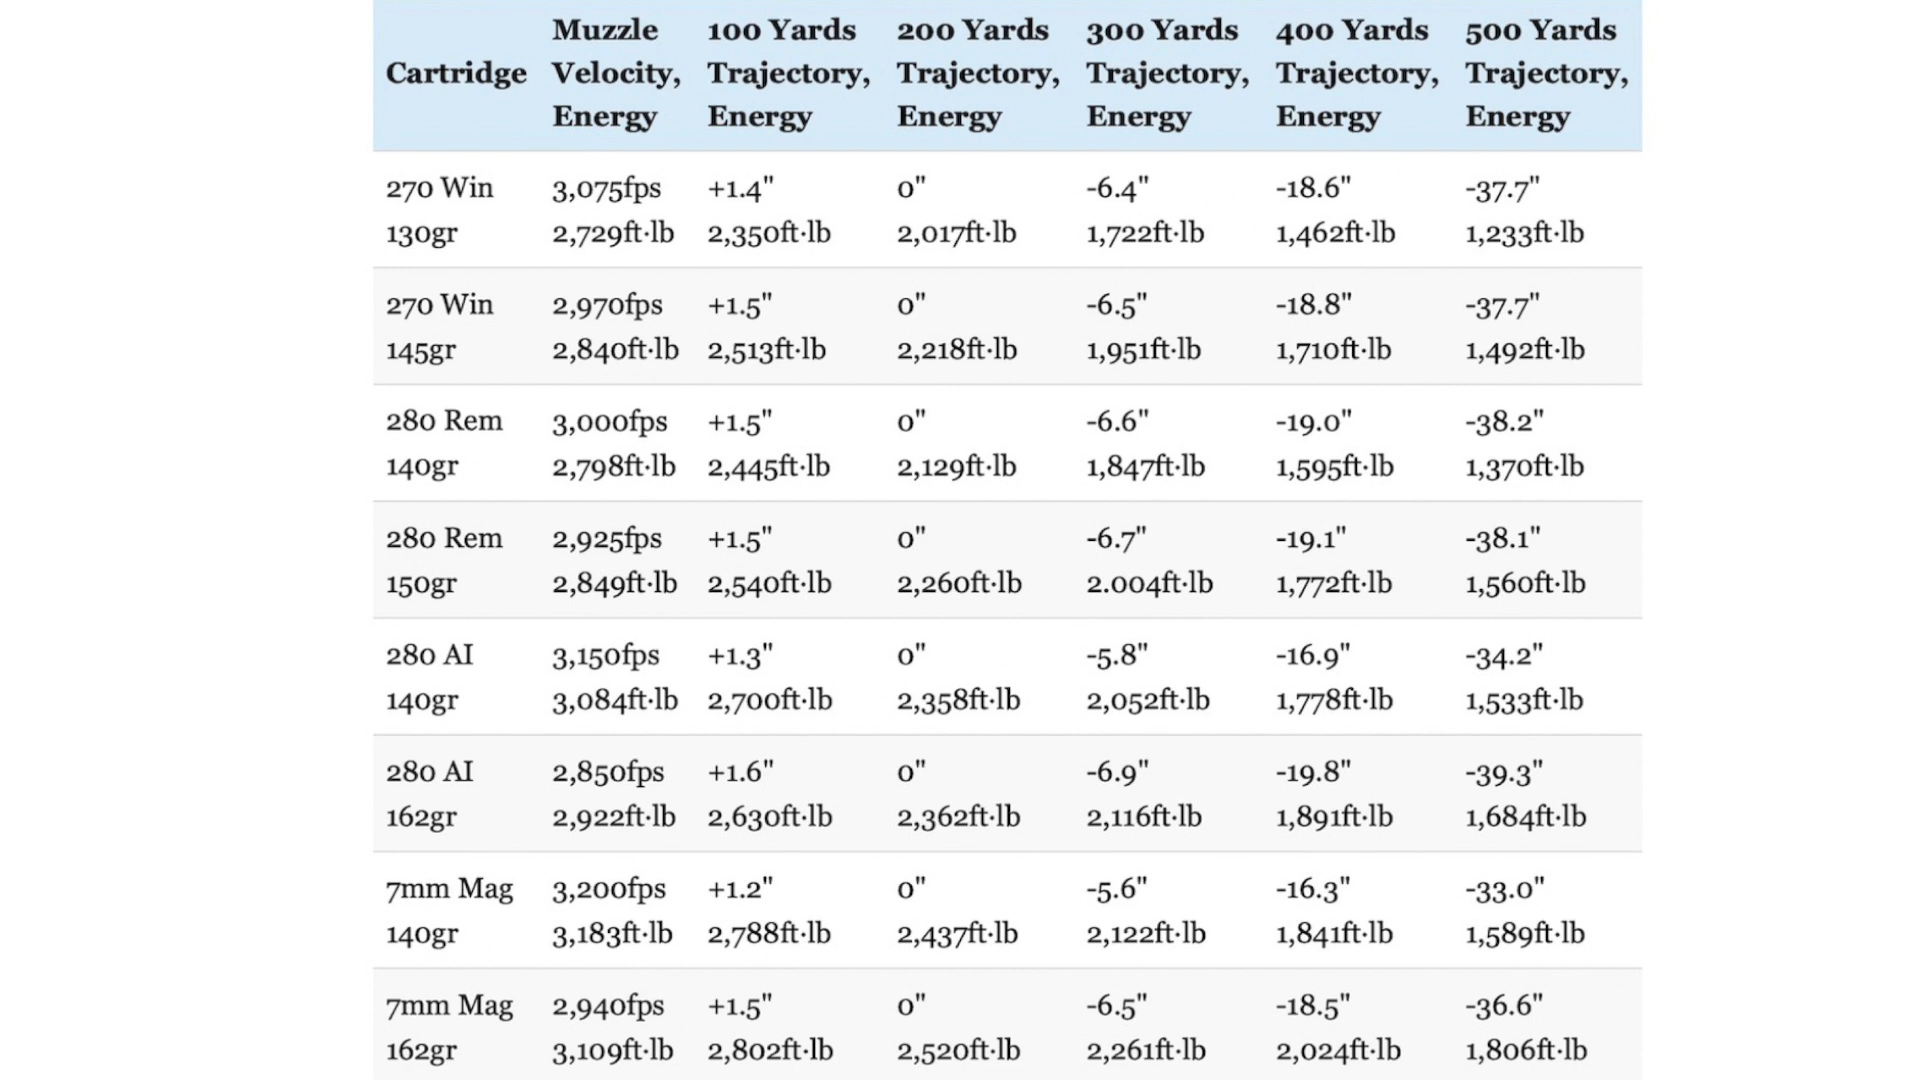 Cartridge Muzzle Velocity, Energy 100 Yards Trajectory, Energy 200 Yards Trajectory, Energy 300 Yards Trajectory, Energy 400 Yards Trajectory, Energy 500 Yards Trajectory, Energy
270 Win 3,075fps +1.4" 0" -6.4" -18.6" -37.7"
130gr 2,729ft·lb 2,350ft·lb 2,017ft·lb 1,722ft·lb 1,462ft·lb 1,233ft·lb
270 Win 2,970fps +1.5" 0" -6.5" -18.8" -37.7"
145gr 2,840ft·lb 2,513ft·lb 2,218ft·lb 1,951ft·lb 1,710ft·lb 1,492ft·lb
280 Rem 3,000fps +1.5" 0" -6.6" -19.0" -38.2"
140gr 2,798ft·lb 2,445ft·lb 2,129ft·lb 1,847ft·lb 1,595ft·lb 1,370ft·lb
280 Rem 2,925fps +1.5" 0" -6.7" -19.1" -38.1"
150gr 2,849ft·lb 2,540ft·lb 2,260ft·lb 2.004ft·lb 1,772ft·lb 1,560ft·lb
280 AI 3,150fps +1.3" 0" -5.8" -16.9" -34.2"
140gr 3,084ft·lb 2,700ft·lb 2,358ft·lb 2,052ft·lb 1,778ft·lb 1,533ft·lb
280 AI 2,850fps +1.6" 0" -6.9" -19.8" -39.3"
162gr 2,922ft·lb 2,630ft·lb 2,362ft·lb 2,116ft·lb 1,891ft·lb 1,684ft·lb
7mm Mag 3,200fps +1.2" 0" -5.6" -16.3" -33.0"
140gr 3,183ft·lb 2,788ft·lb 2,437ft·lb 2,122ft·lb 1,841ft·lb 1,589ft·lb
7mm Mag 2,940fps +1.5" 0" -6.5" -18.5" -36.6"
162gr 3,109ft·lb 2,802ft·lb 2,520ft·lb 2,261ft·lb 2,024ft·lb 1,806ft·lb